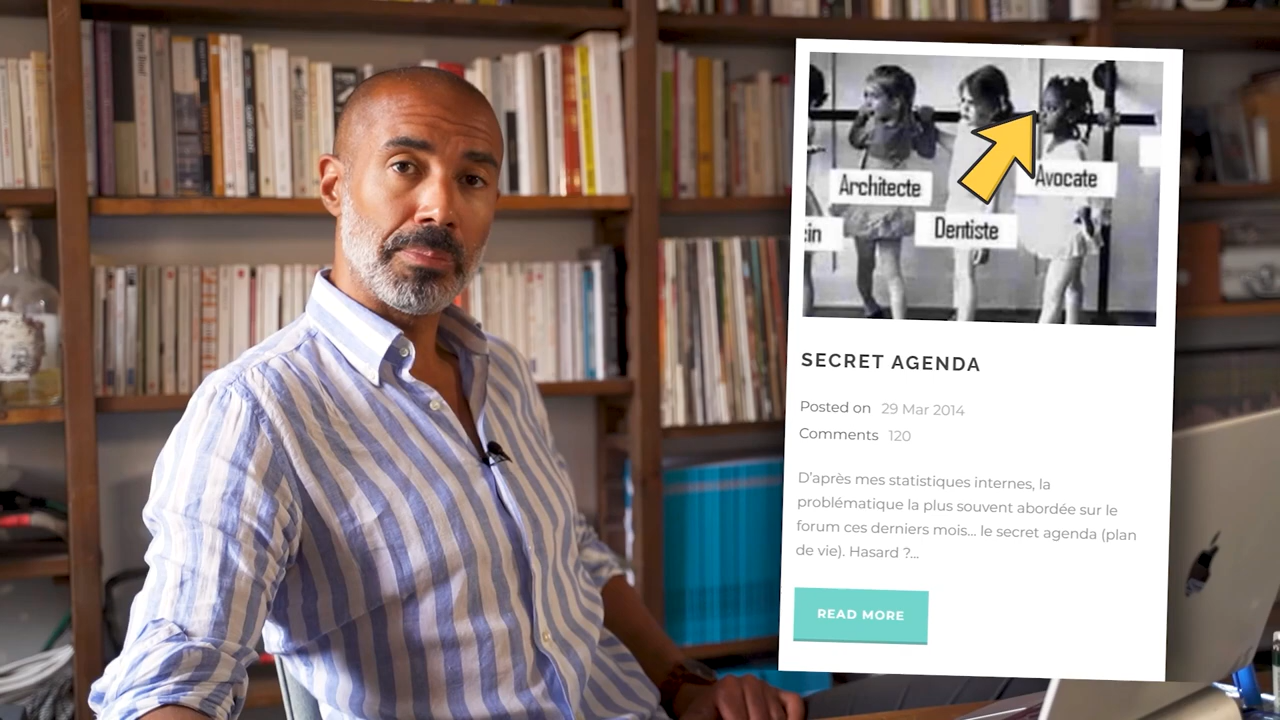 Architecte
Avocate
Dentiste
cin
SECRET AGENDA
Posted on 29 Mar 2014
Comments 120
D'après mes statistiques internes, la
problématique la plus souvent abordée sur le
forum ces derniers mois... le secret agenda (plan
de vie). Hasard ?...
READ MORE